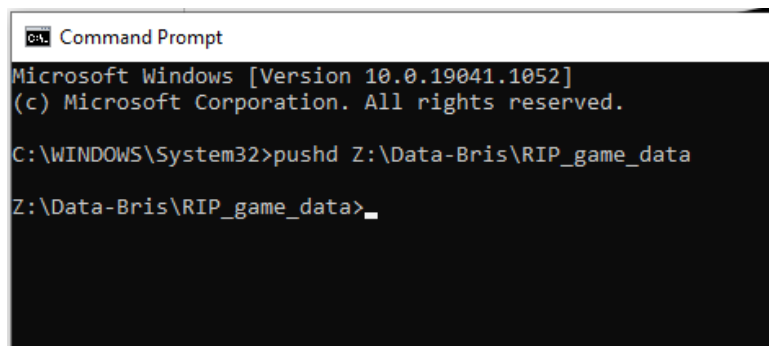 Command Prompt
Microsoft Windows [Version 10.0.19041.1052]
(c) Microsoft Corporation. All rights reserved.
C:\WINDOWS\System32>pushd Z:\Data-Bris\RIP_game_data
Z:\Data-Bris\RIP_game_data>